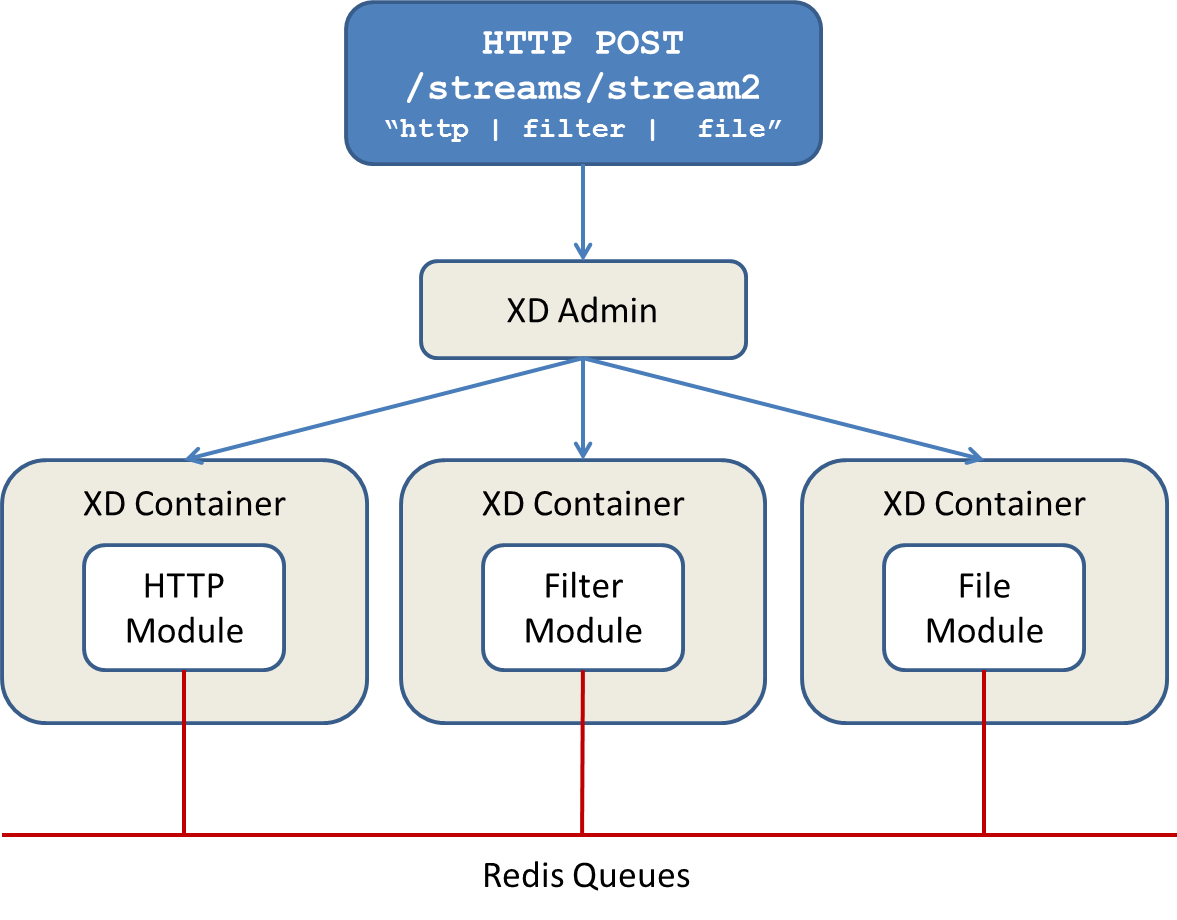 HTTP POST
/streams/stream2
“http | filter |  file”
XD Admin
XD Container
HTTP
Module
XD Container
Filter
Module
XD Container
File
Module
Redis Queues